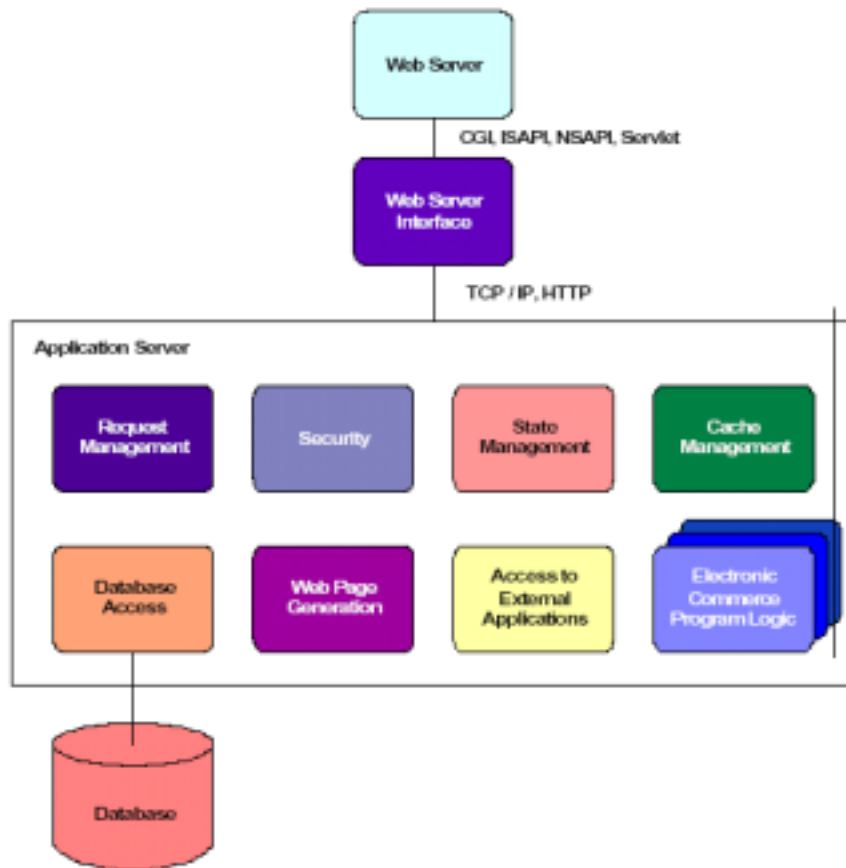 Web Server
CGI, ISAPI, NSAPI, Servlet
Web Server
Interface
TCP / IP, HTTP
Application Server
Request
Management
Security
State
Management
Cache
Management
Database
Access
Web Page
Generation
Access to
External
Applications
Electronic
Commerce
Program Logic
Database